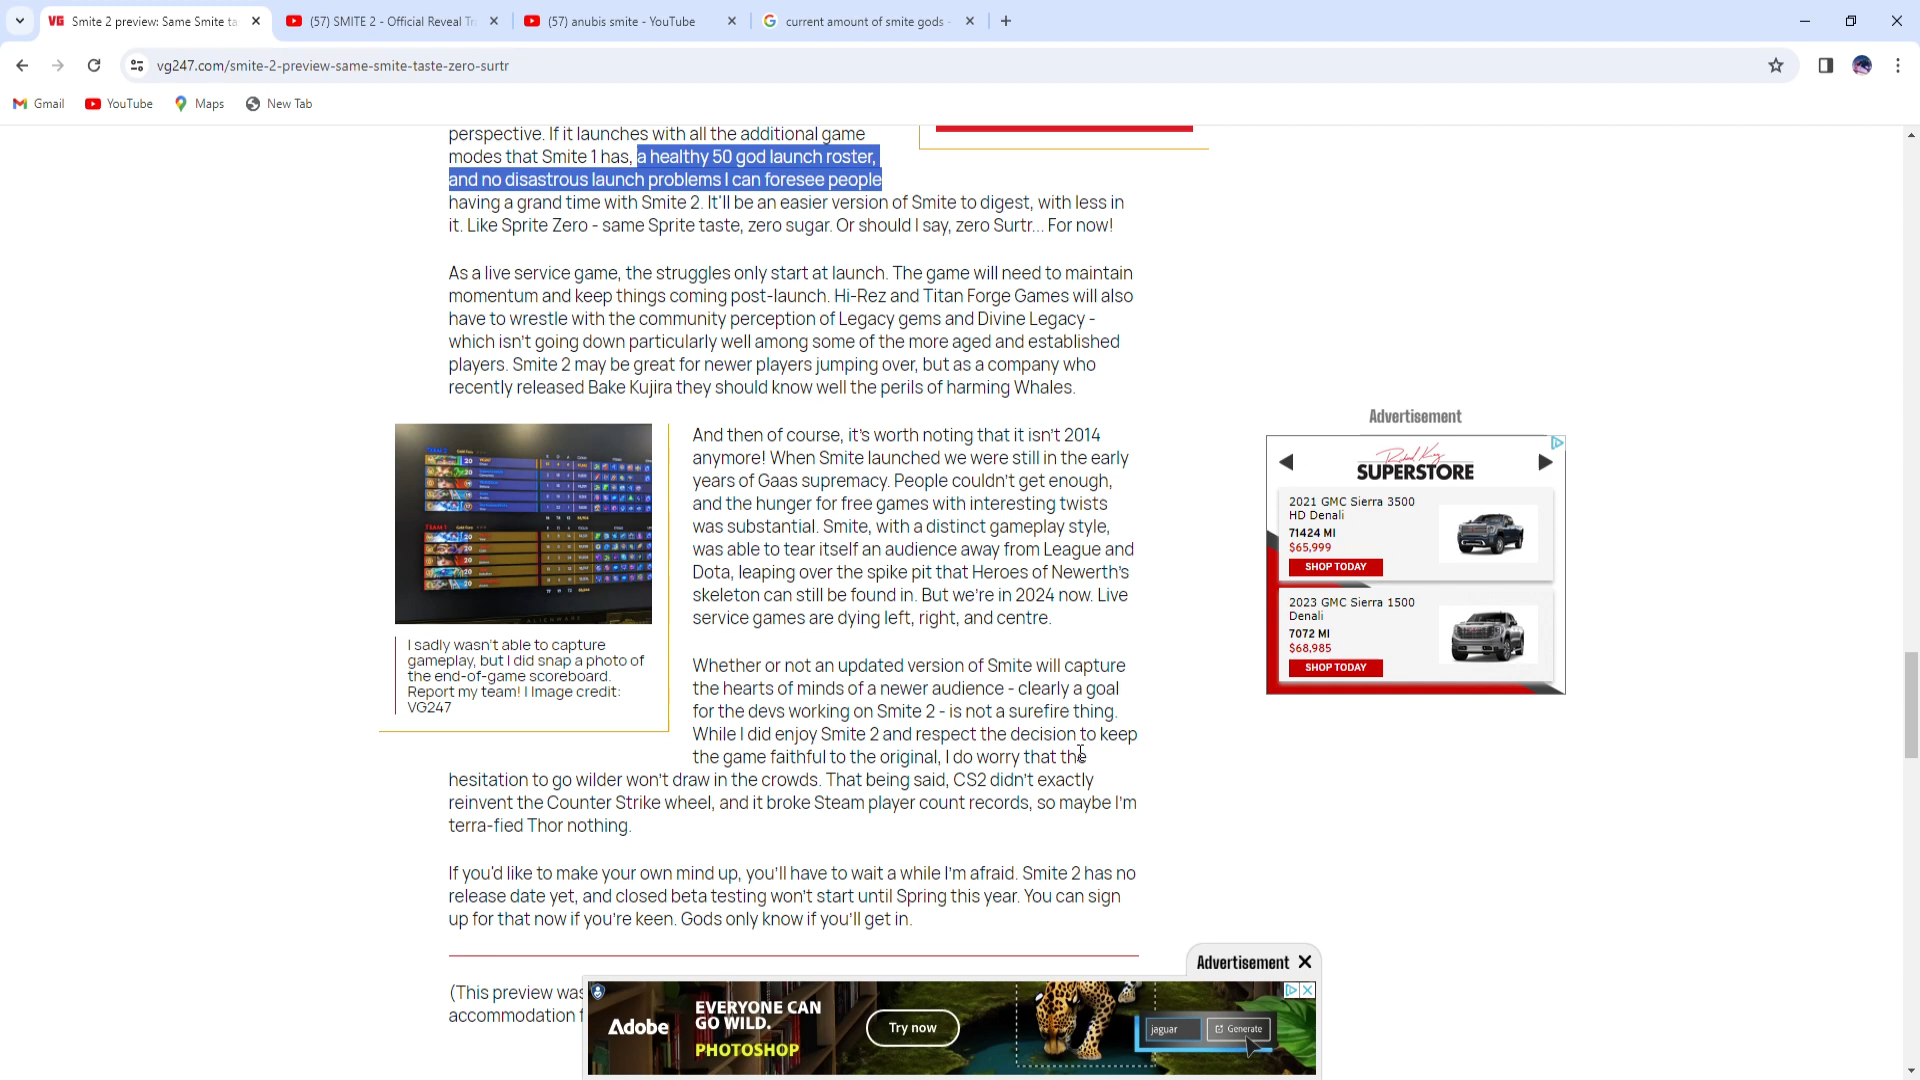 VG Smite 2 preview: Same Smite ta
(57) SMITE 2 - Official Reveal Tr
(57) anubis smite - YouTube
current amount of smite gods -
vg247.com/smite-2-preview-same-smite-taste-zero-surtr
Gmail YouTube Maps New Tab
perspective. If it launches with all the additional game
modes that Smite 1 has, a healthy 50 god launch roster,
and no disastrous launch problems I can foresee people
having a grand time with Smite 2. It'll be an easier version of Smite to digest, with less in
it. Like Sprite Zero - same Sprite taste, zero sugar. Or should I say, zero Surtr... For now!
As a live service game, the struggles only start at launch. The game will need to maintain
momentum and keep things coming post-launch. Hi-Rez and Titan Forge Games will also
have to wrestle with the community perception of Legacy gems and Divine Legacy -
which isn't going down particularly well among some of the more aged and established
players. Smite 2 may be great for newer players jumping over, but as a company who
recently released Bake Kujira they should know well the perils of harming Whales.
And then of course, it's worth noting that it isn't 2014
anymore! When Smite launched we were still in the early
years of Gaas supremacy. People couldn't get enough,
and the hunger for free games with interesting twists
was substantial. Smite, with a distinct gameplay style,
was able to tear itself an audience away from League and
Dota, leaping over the spike pit that Heroes of Newerth's
skeleton can still be found in. But we're in 2024 now. Live
service games are dying left, right, and centre.
I sadly wasn't able to capture
gameplay, but I did snap a photo of
the end-of-game scoreboard.
Report my team! | Image credit:
VG247
Whether or not an updated version of Smite will capture
the hearts of minds of a newer audience - clearly a goal
for the devs working on Smite 2 - is not a surefire thing.
While I did enjoy Smite 2 and respect the decision to keep
the game faithful to the original, I do worry that the
hesitation to go wilder won't draw in the crowds. That being said, CS2 didn't exactly
reinvent the Counter Strike wheel, and it broke Steam player count records, so maybe I'm
terra-fied Thor nothing.
If you'd like to make your own mind up, you'll have to wait a while I'm afraid. Smite 2 has no
release date yet, and closed beta testing won't start until Spring this year. You can sign
up for that now if you're keen. Gods only know if you'll get in.
(This preview was
accommodation f
Advertisement
SUPERSTORE
2021 GMC Sierra 3500
HD Denali
71424 MI
$65,999
SHOP TODAY
2023 GMC Sierra 1500
Denali
7072 MI
$68,985
SHOP TODAY
Advertisement
Adobe
EVERYONE CAN
GO WILD.
PHOTOSHOP
Try now
jaguar
Generate